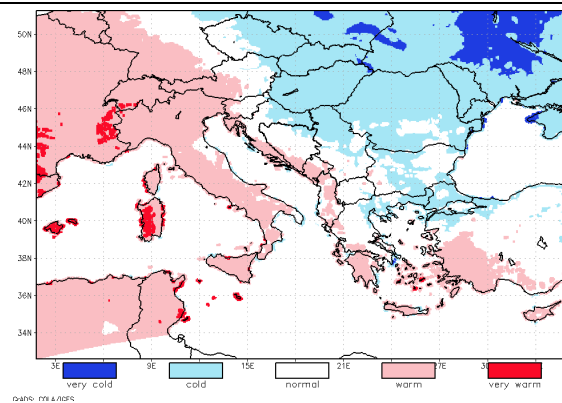 50N
48N
46N
44N
42N
40N
38N
36N
34N
3E 9E 15E 21E 27E
very cold cold normal warm very warm
GrADS: COLA/IGES